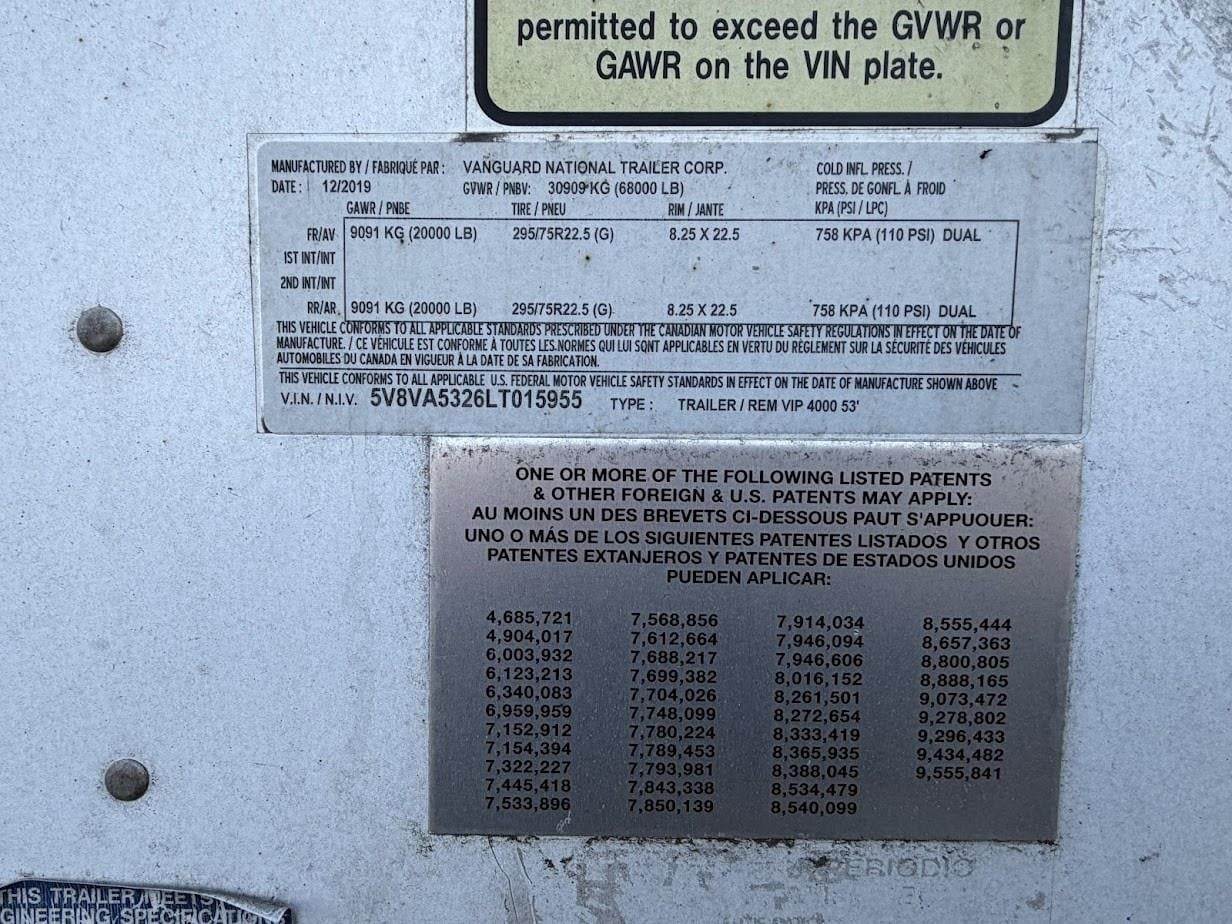 permitted to exceed the GVWR or
GAWR on the VIN plate.
MANUFACTURED BY / FABRIQUÉ PAR : VANGUARD NATIONAL TRAILER CORP. COLD INFL. PRESS. /
DATE : 12/2019 GVWR / PNBV: 30909 KG (68000 LB) PRESS. DE GONFL. À FROID
GAWR / PNBE TIRE / PNEU RIM / JANTE KPA (PSI / LPC)
FR/AV 9091 KG (20000 LB) 295/75R22.5 (G) 8.25 X 22.5 758 KPA (110 PSI) DUAL
1ST INT/INT
2ND INT/INT
RR/AR 9091 KG (20000 LB) 295/75R22.5 (G) 8.25 X 22.5 758 KPA (110 PSI) DUAL
THIS VEHICLE CONFORMS TO ALL APPLICABLE STANDARDS PRESCRIBED UNDER THE CANADIAN MOTOR VEHICLE SAFETY REGULATIONS IN EFFECT ON THE DATE OF
MANUFACTURE. / CE VÉHICULE EST CONFORME À TOUTES LES NORMES QUI LUI SONT APPLICABLES EN VERTU DU RÈGLEMENT SUR LA SÉCURITÉ DES VÉHICULES
AUTOMOBILES DU CANADA EN VIGUEUR À LA DATE DE SA FABRICATION.
THIS VEHICLE CONFORMS TO ALL APPLICABLE U.S. FEDERAL MOTOR VEHICLE SAFETY STANDARDS IN EFFECT ON THE DATE OF MANUFACTURE SHOWN ABOVE
V.I.N. / N.I.V. 5V8VA5326LT015955 TYPE : TRAILER / REM VIP 4000 53'
ONE OR MORE OF THE FOLLOWING LISTED PATENTS
& OTHER FOREIGN & U.S. PATENTS MAY APPLY:
AU MOINS UN DES BREVETS CI-DESSOUS PAUT S'APPUOUER:
UNO O MÁS DE LOS SIGUIENTES PATENTES LISTADOS Y OTROS
PATENTES EXTANJEROS Y PATENTES DE ESTADOS UNIDOS
PUEDEN APLICAR:
4,685,721 7,568,856 7,914,034 8,555,444
4,904,017 7,612,664 7,946,094 8,657,363
6,003,932 7,688,217 7,946,606 8,800,805
6,123,213 7,699,382 8,016,152 8,888,165
6,340,083 7,704,026 8,261,501 9,073,472
6,959,959 7,748,099 8,272,654 9,278,802
7,152,912 7,780,224 8,333,419 9,296,433
7,154,394 7,789,453 8,365,935 9,434,482
7,322,227 7,793,981 8,388,045 9,555,841
7,445,418 7,843,338 8,534,479
7,533,896 7,850,139 8,540,099
THIS TRAILER MEETS